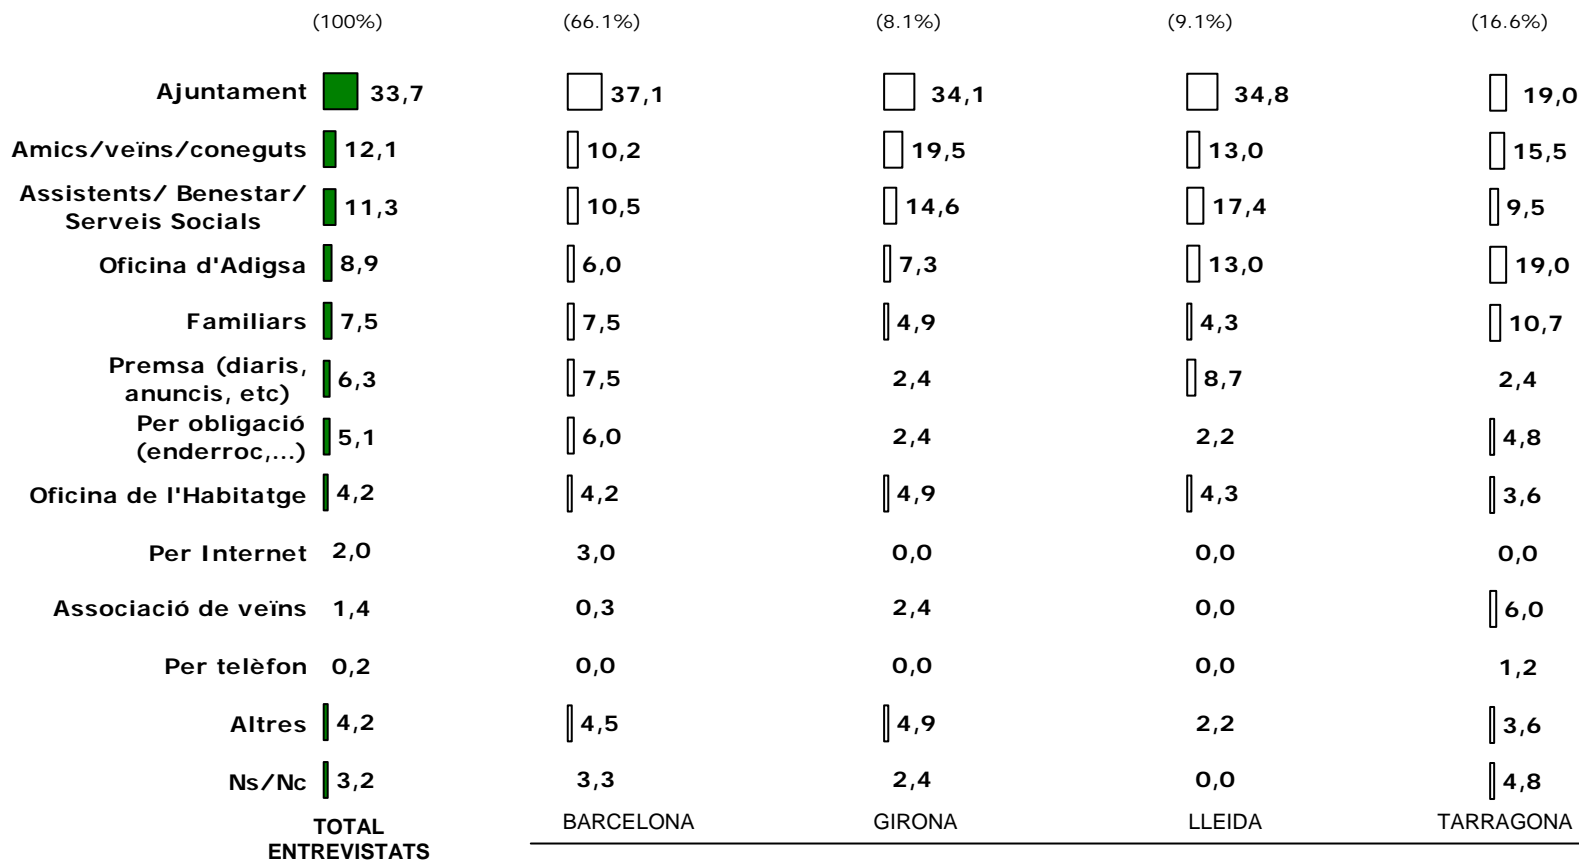 (100%) (66.1%) (8.1%) (9.1%) (16.6%)
Ajuntament 33,7 37,1 34,1 34,8 19,0
Amics/veïns/coneguts 12,1 10,2 19,5 13,0 15,5
Assistents/ Benestar/
Serveis Socials 11,3 10,5 14,6 17,4 9,5
Oficina d'Adigsa 8,9 6,0 7,3 13,0 19,0
Familiars 7,5 7,5 4,9 4,3 10,7
Premsa (diaris,
anuncis, etc) 6,3 7,5 2,4 8,7 2,4
Per obligació
(enderroc,...) 5,1 6,0 2,4 2,2 4,8
Oficina de l'Habitatge 4,2 4,2 4,9 4,3 3,6
Per Internet 2,0 3,0 0,0 0,0 0,0
Associació de veïns 1,4 0,3 2,4 0,0 6,0
Per telèfon 0,2 0,0 0,0 0,0 1,2
Altres 4,2 4,5 4,9 2,2 3,6
Ns/Nc 3,2 3,3 2,4 0,0 4,8
TOTAL
ENTREVISTATS BARCELONA GIRONA LLEIDA TARRAGONA